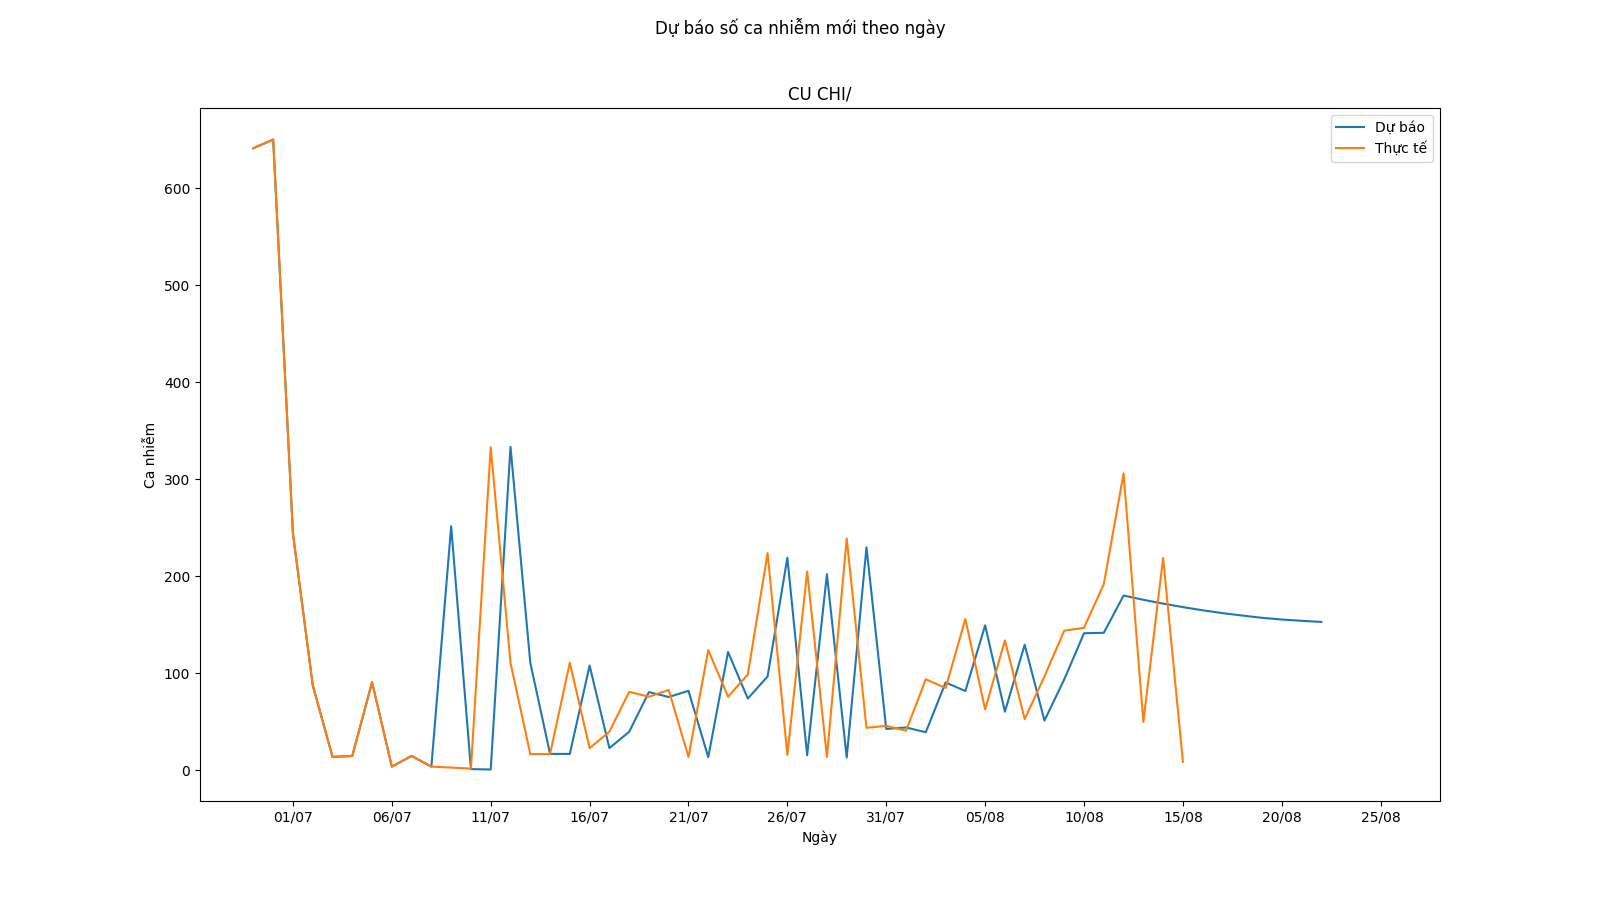 Dự báo số ca nhiễm mới theo ngày
CU CHI/
Dự báo
Thực tế
600
500
400
300
200
100
0
Ca nhiễm
01/07 06/07 11/07 16/07 21/07 26/07 31/07 05/08 10/08 15/08 20/08 25/08
Ngày